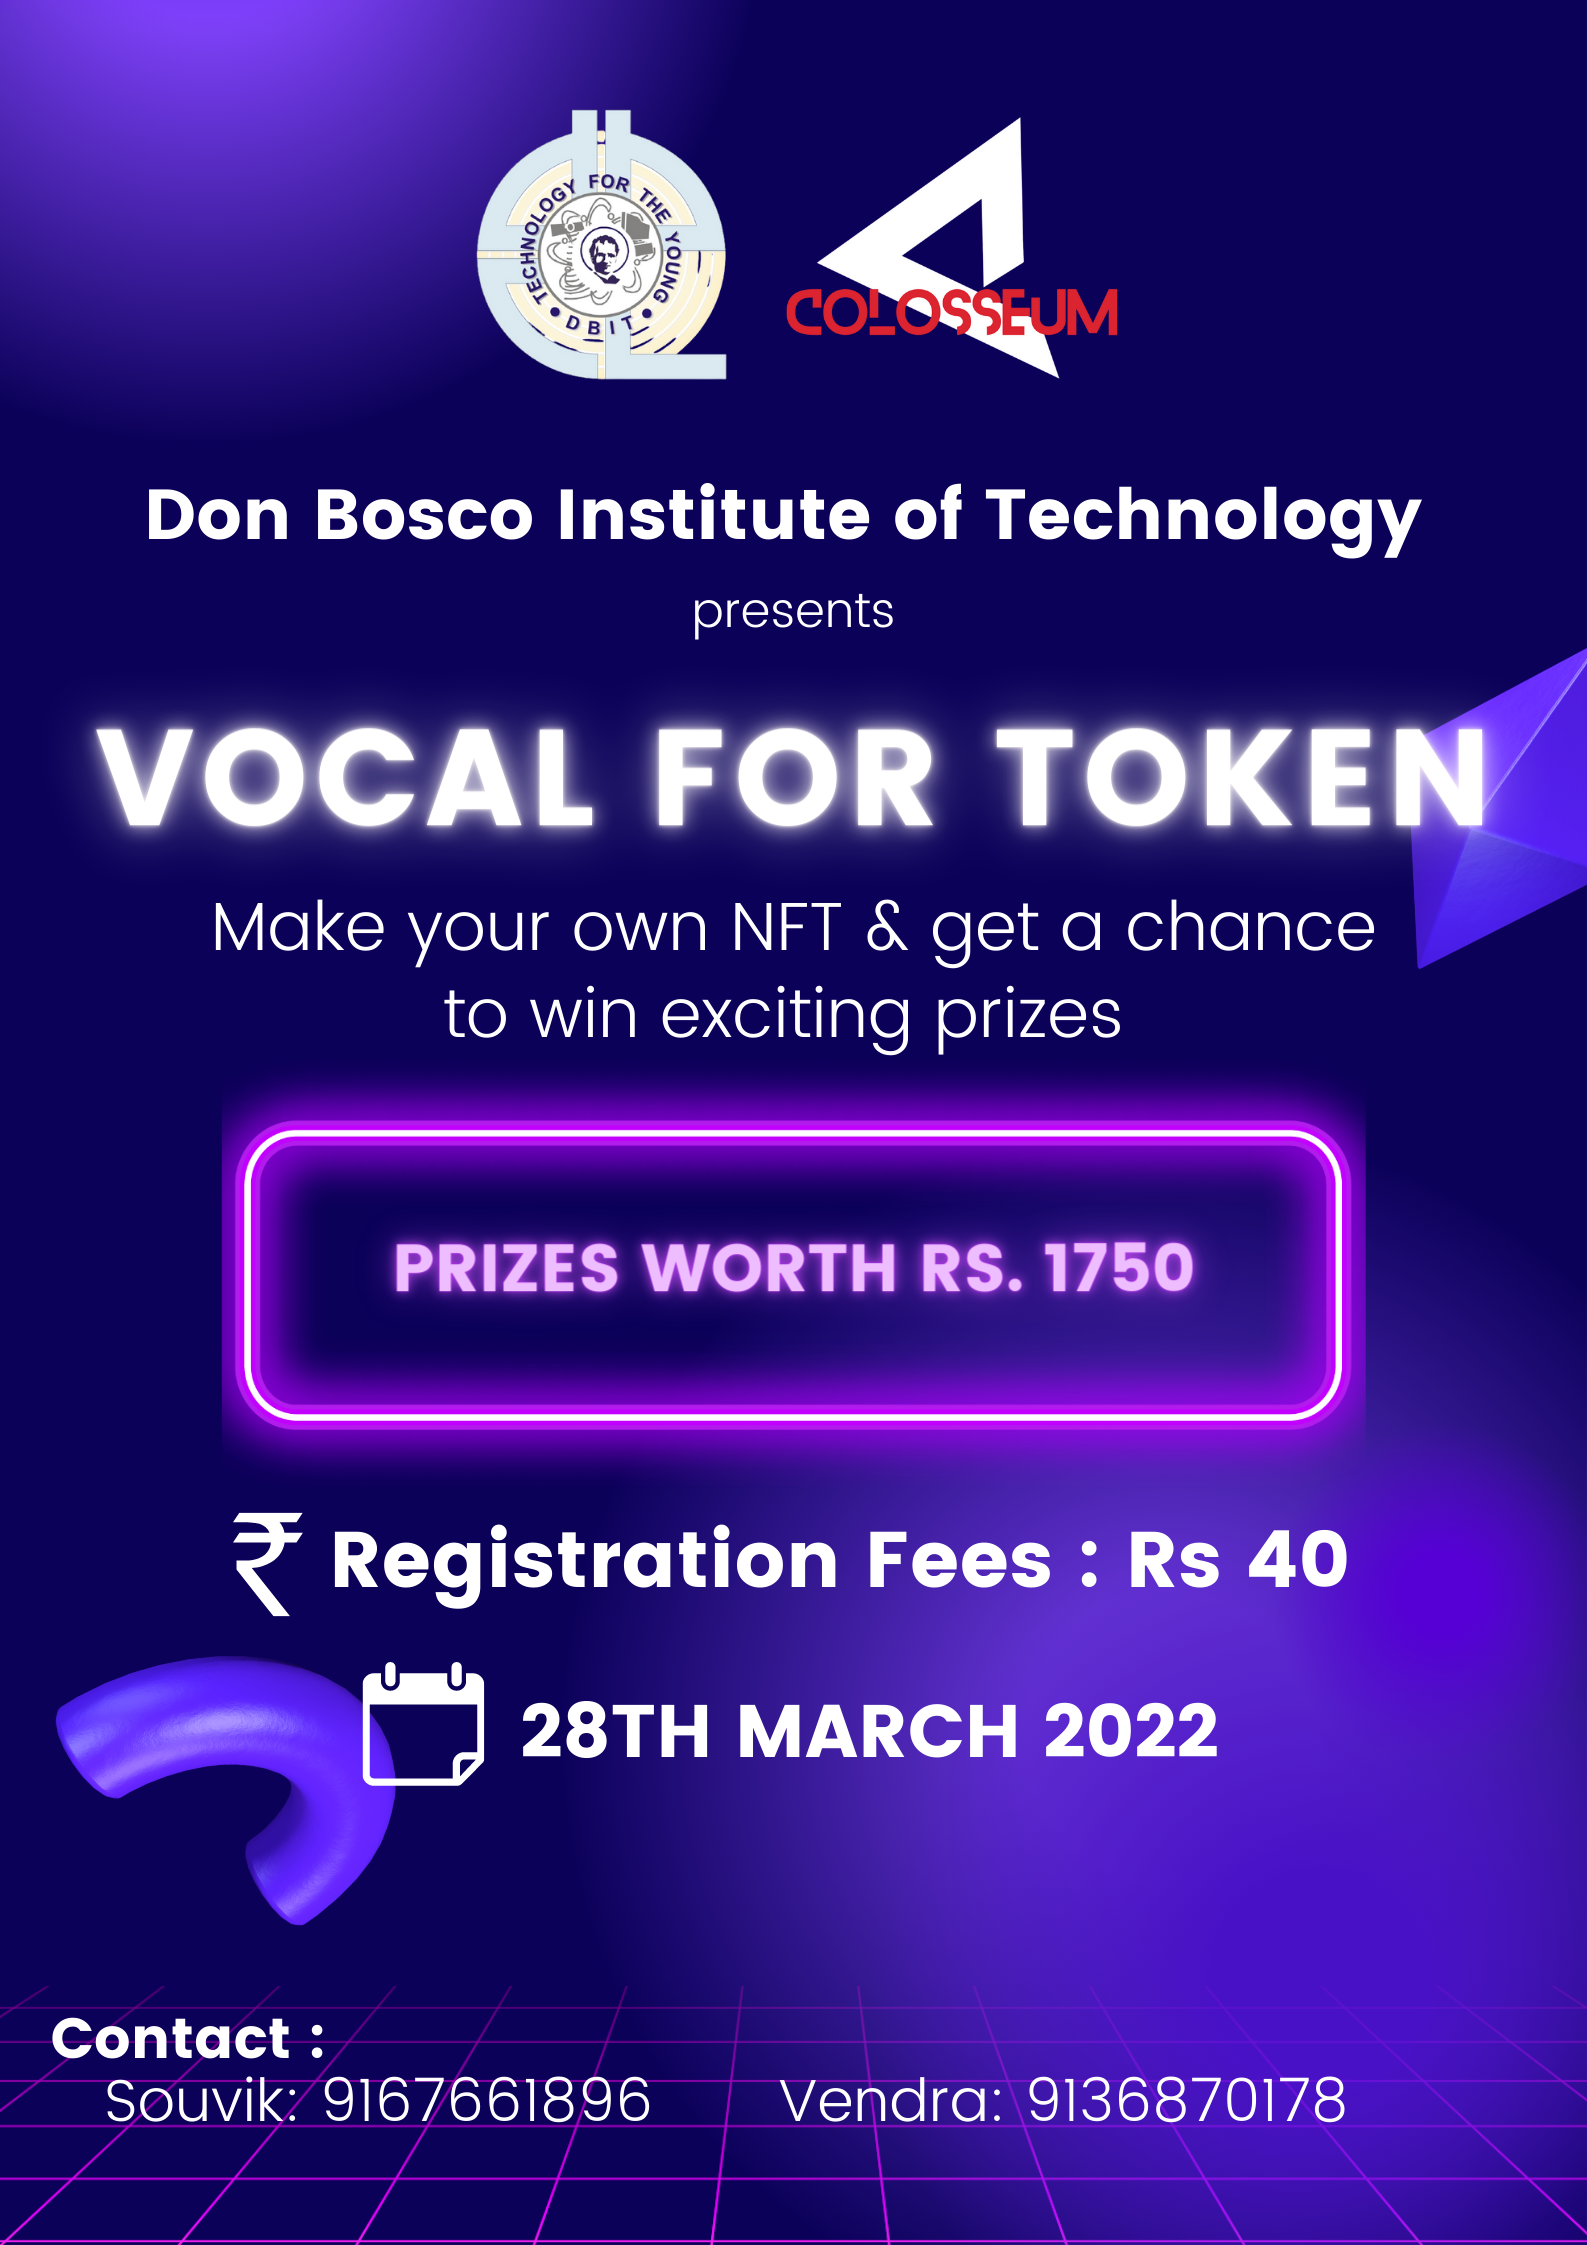 TECHNOLOGY FOR THE YOUNG
DBIT
COLOSSEUM
Don Bosco Institute of Technology
presents
VOCAL FOR TOKEN
Make your own NFT & get a chance
to win exciting prizes
PRIZES WORTH RS. 1750
₹ Registration Fees : Rs 40
28TH MARCH 2022
Contact :
Souvik: 9167661896 Vendra: 9136870178